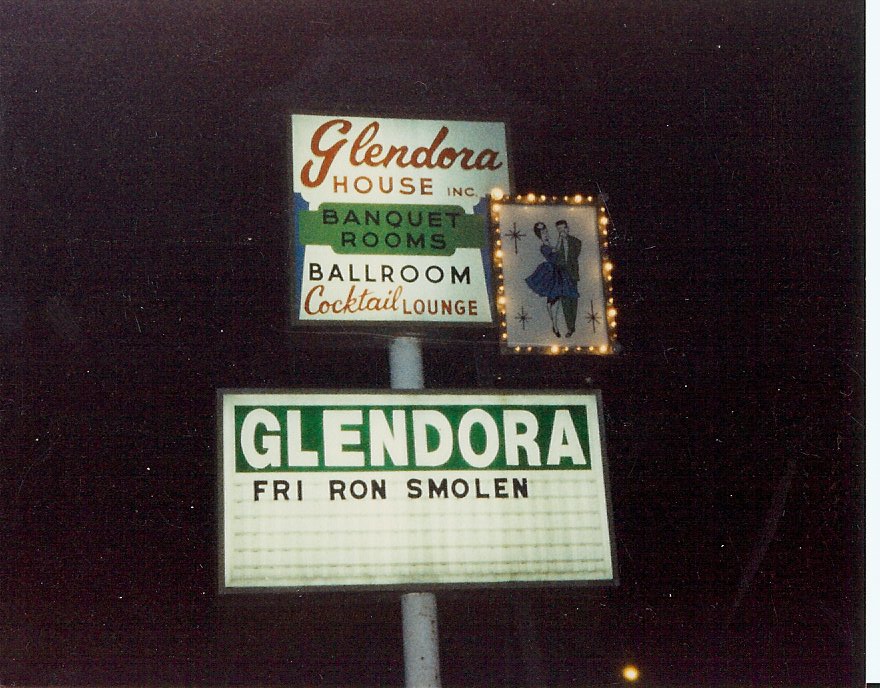 Glendora
HOUSE INC.
BANQUET
ROOMS
BALLROOM
Cocktail LOUNGE
GLENDORA
FRI RON SMOLEN